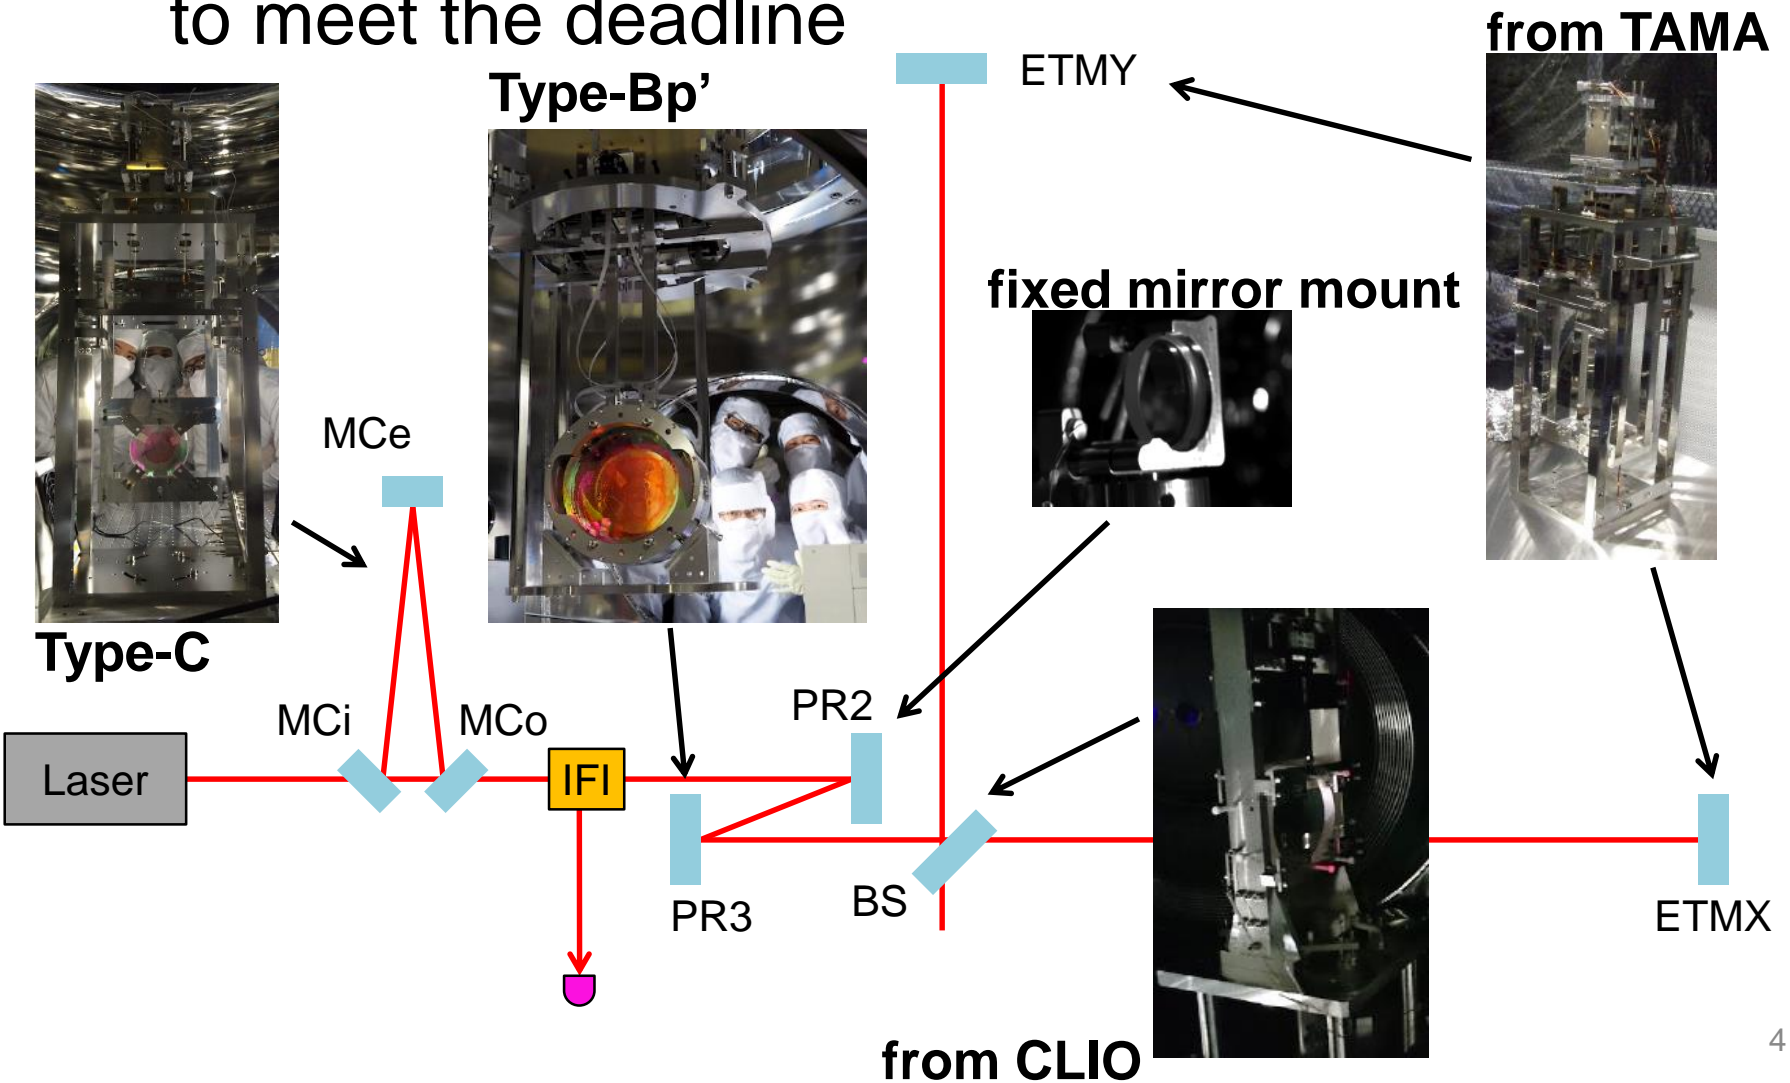 to meet the deadline
from TAMA
Type-Bp’
ETMY
fixed mirror mount
MCe
Type-C
MCi
MCo
PR2
Laser
IFI
PR3
BS
ETMX
from CLIO
4